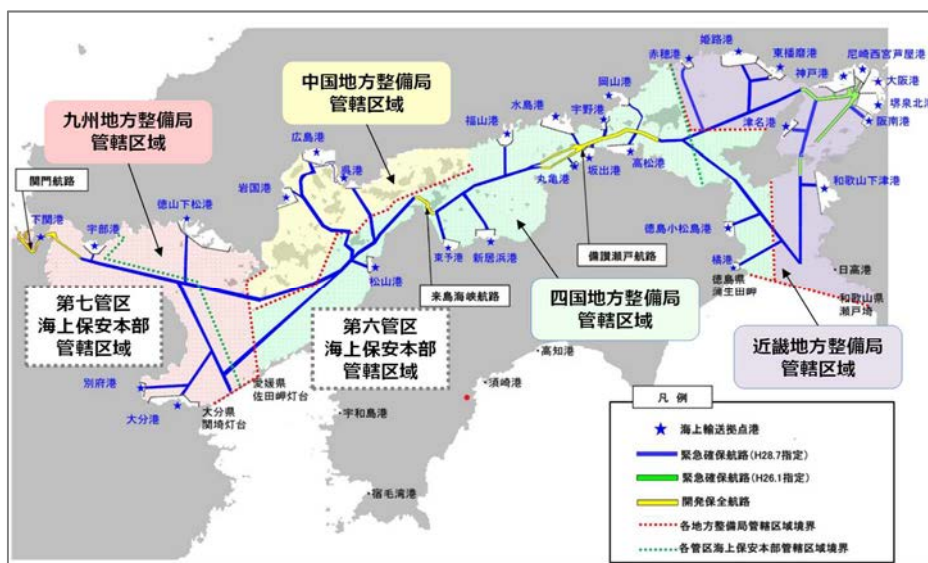 赤穂港
姫路港
東播磨港
神戸港
尼崎西宮芦屋港
大阪港
堺泉北港
阪南港
津名港
中国地方整備局
管轄区域
水島港
岡山港
宇野港
福山港
九州地方整備局
管轄区域
広島港
呉港
岩国港
丸亀港
坂出港
高松港
和歌山下津港
関門航路
下関港
宇部港
徳山下松港
徳島小松島港
東予港
新居浜港
備讃瀬戸航路
橘港
松山港
来島海峡航路
四国地方整備局
管轄区域
徳島県
蒲生田岬
日高港
和歌山県
瀬戸埼
第七管区
海上保安本部
管轄区域
第六管区
海上保安本部
管轄区域
近畿地方整備局
管轄区域
高知港
別府港
大分港
愛媛県
佐田岬灯台
大分県
関埼灯台
須崎港
宇和島港
宿毛湾港
凡 例
海上輸送拠点港
緊急確保航路(H28.7指定)
緊急確保航路(H26.1指定)
開発保全航路
各地方整備局管轄区域境界
各管区海上保安本部管轄区域境界